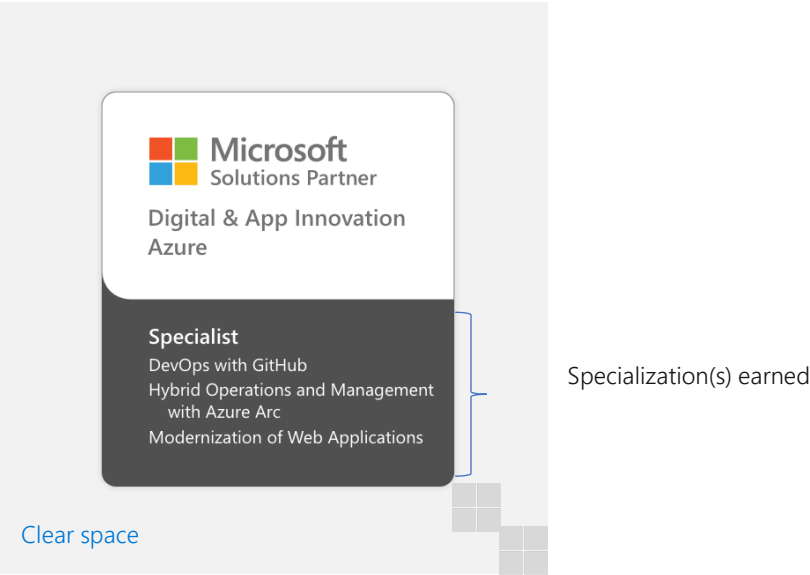 Microsoft
Solutions Partner
Digital & App Innovation
Azure
Specialist
DevOps with GitHub
Hybrid Operations and Management
with Azure Arc
Modernization of Web Applications
Specialization(s) earned
Clear space